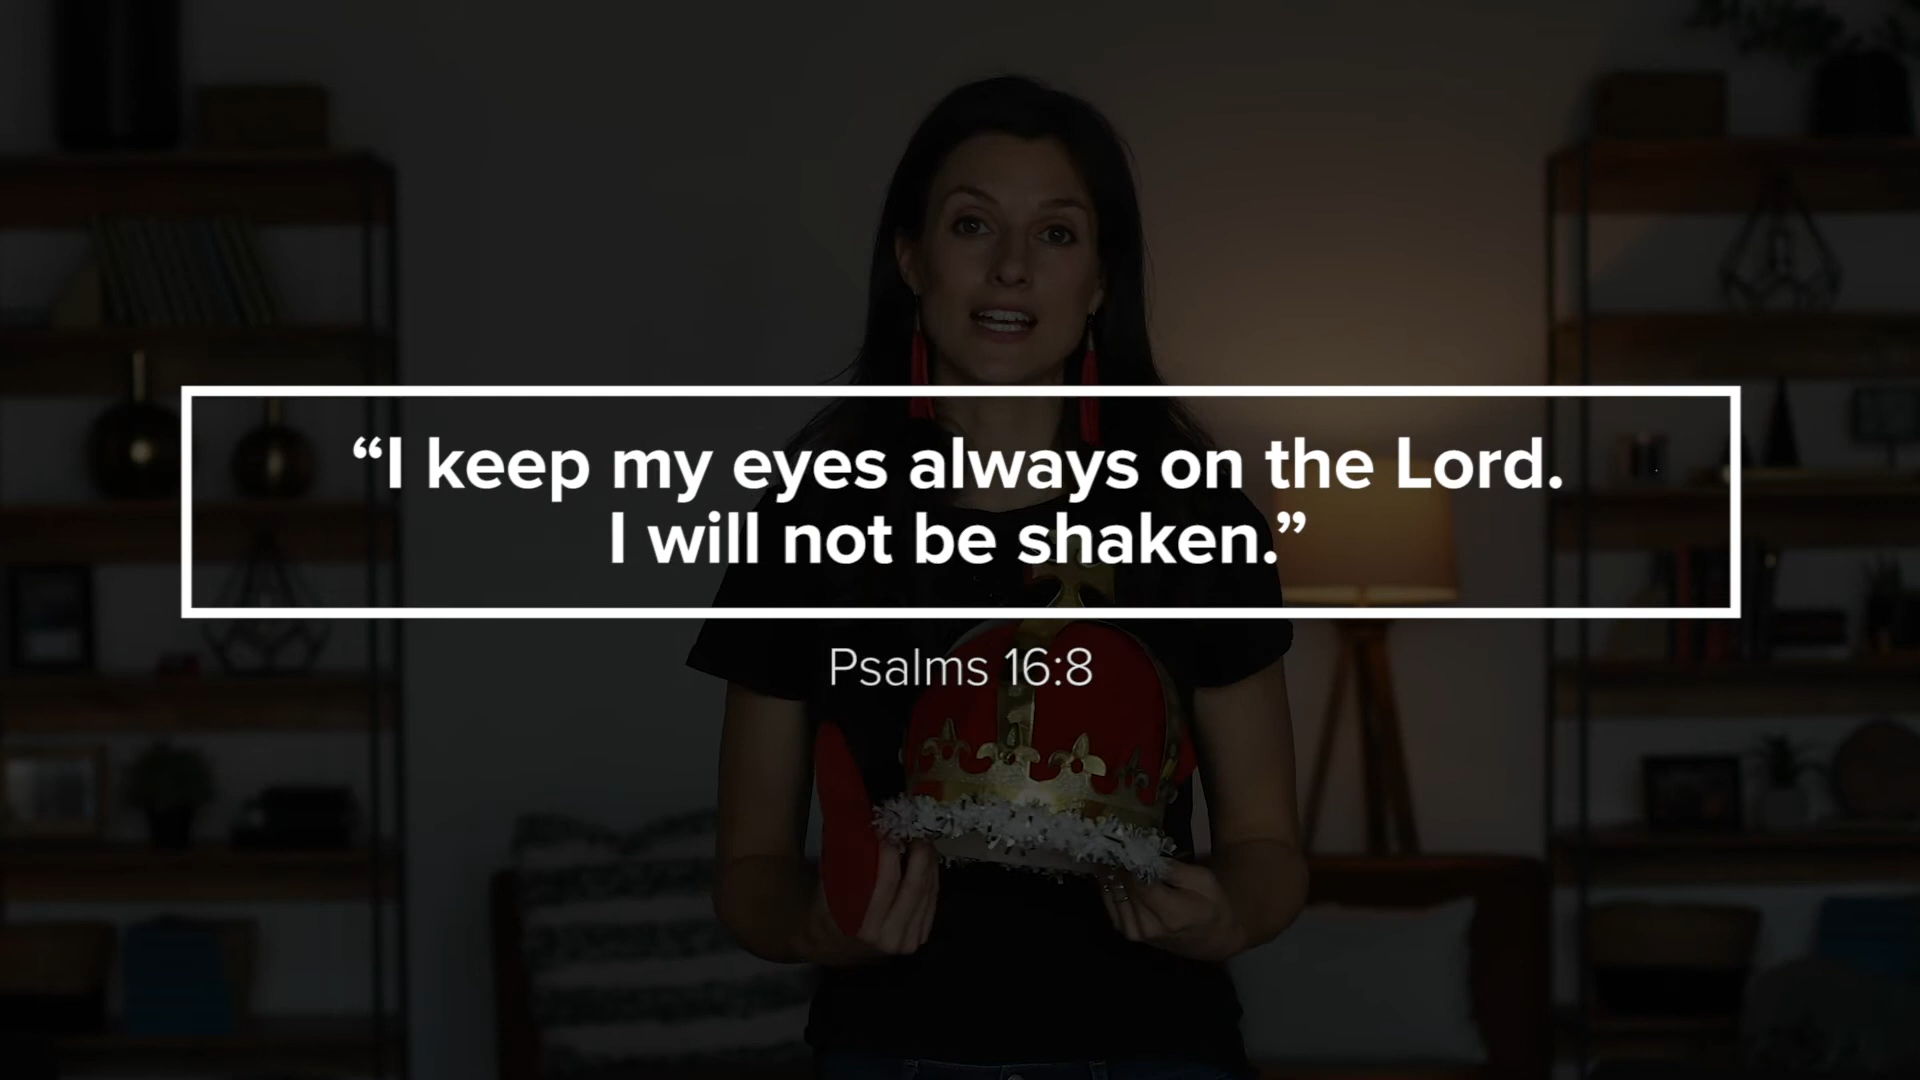 “I keep my eyes always on the Lord.
I will not be shaken.”
Psalms 16:8